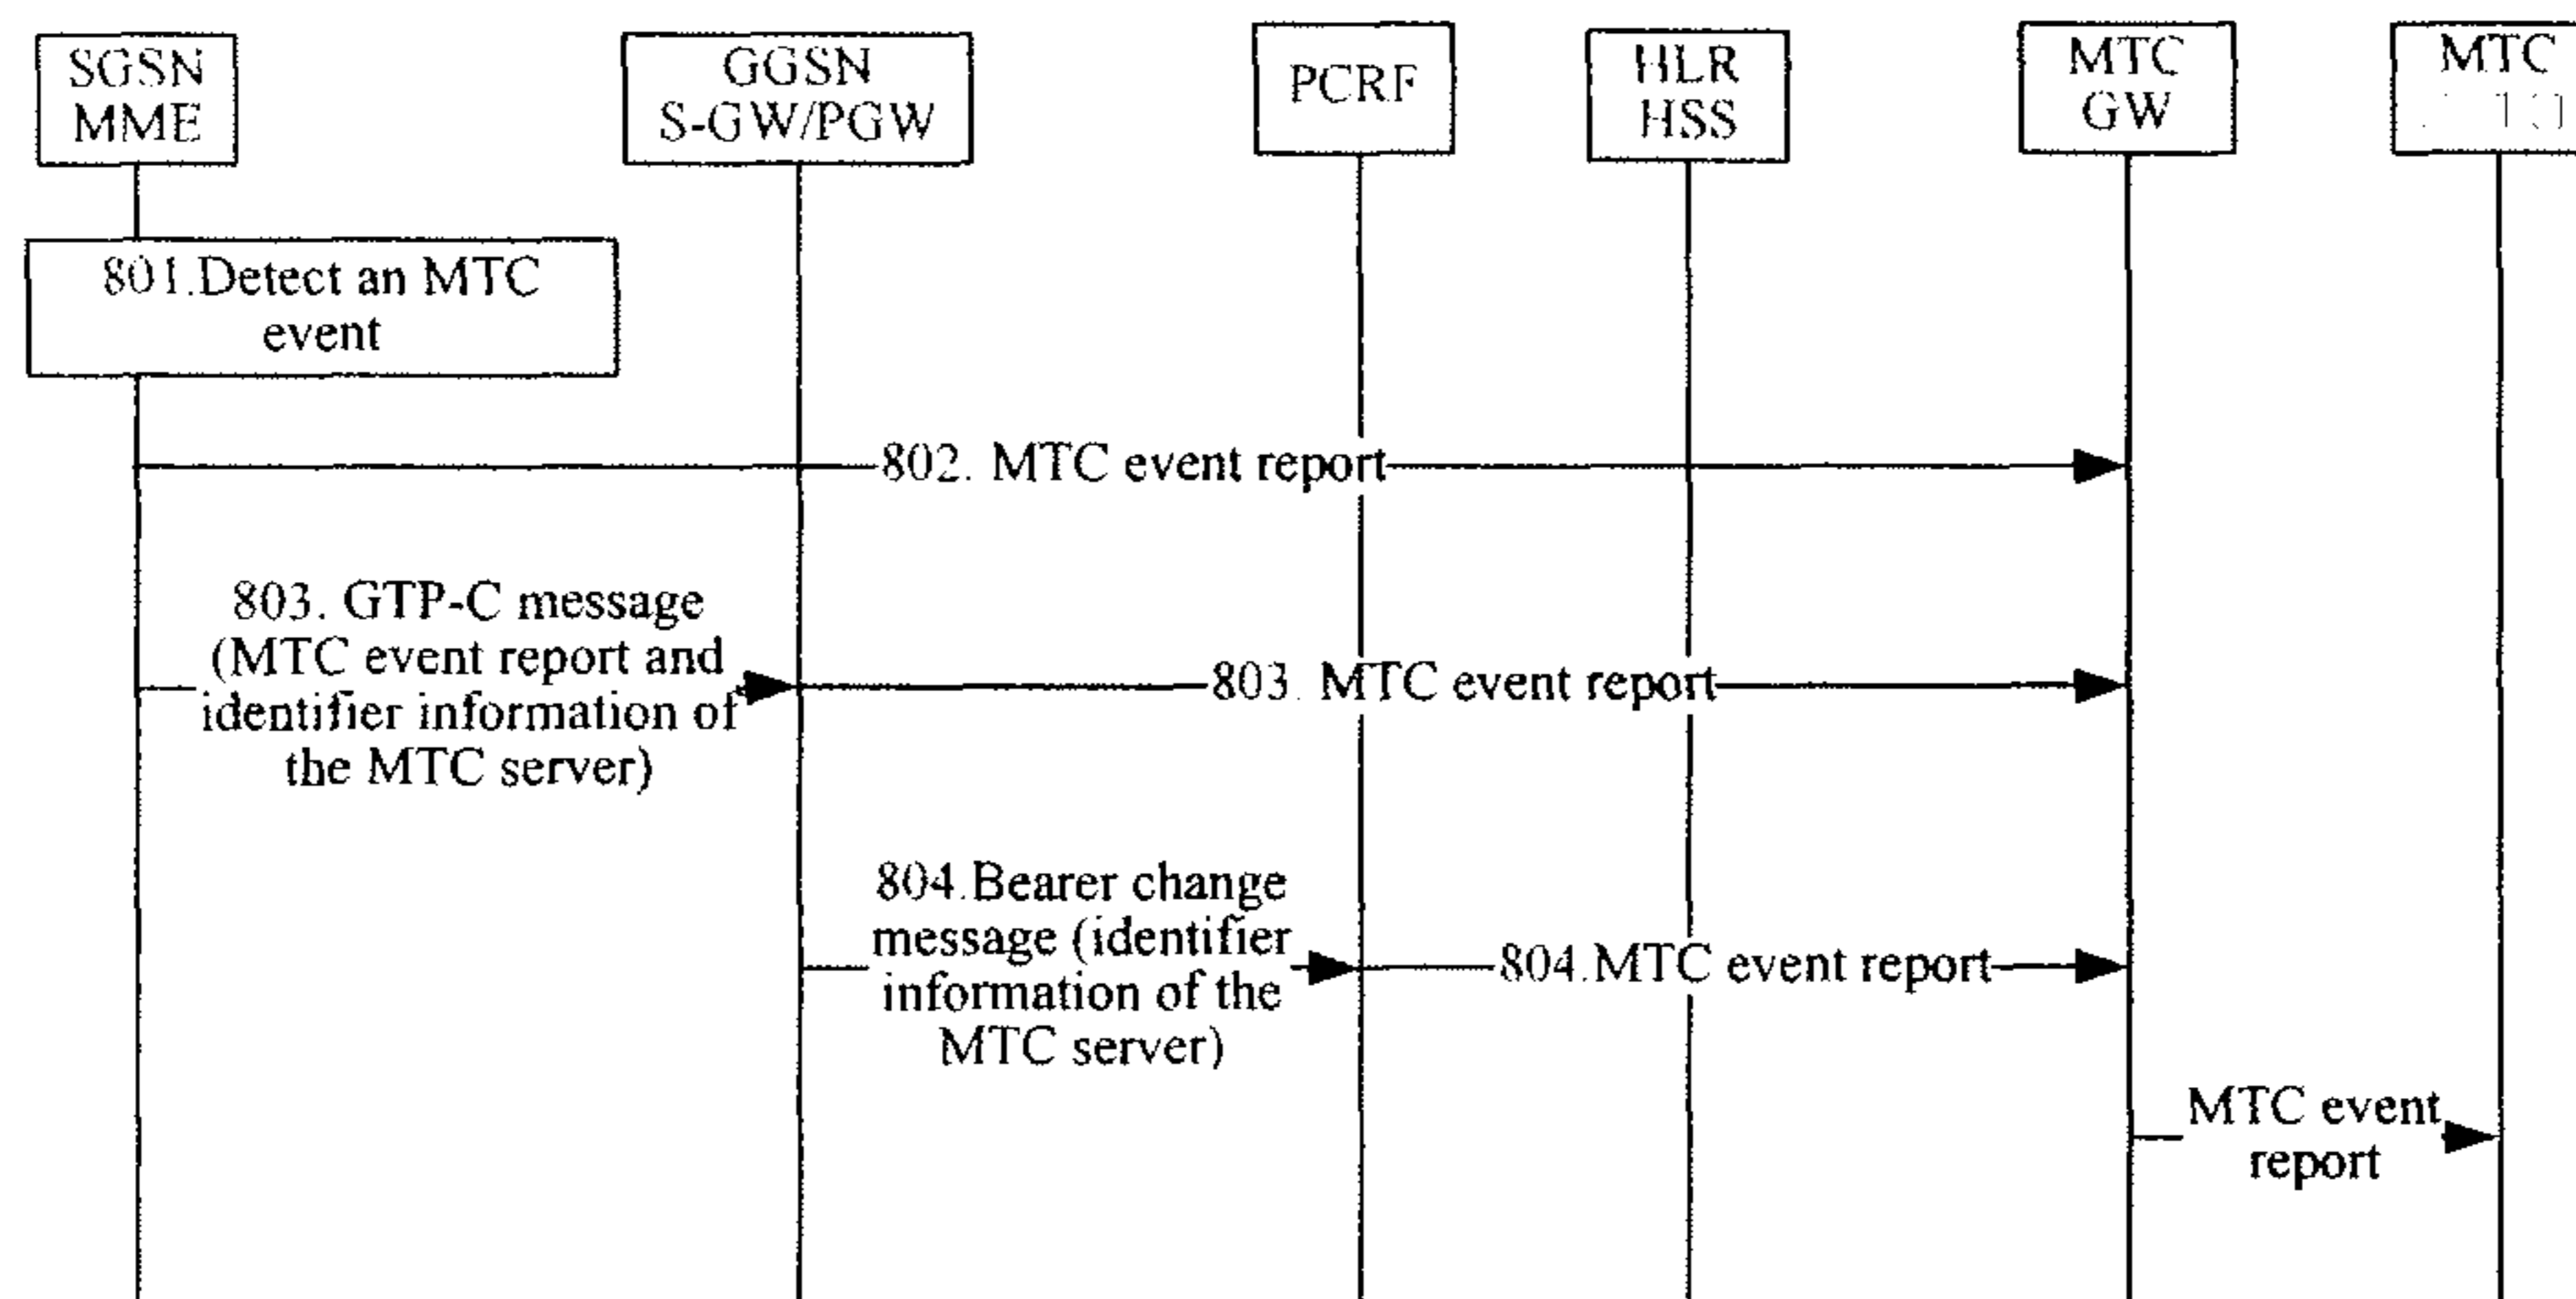 SGSN
MME
GGSN
S-GW/PGW
PCRF
HLR
HSS
MTC
GW
MTC
801.Detect an MTC
event
802. MTC event report
803. GTP-C message
(MTC event report and
identifier information of
the MTC server)
803. MTC event report
804.Bearer change
message (identifier
information of the
MTC server)
804.MTC event report
MTC event
report